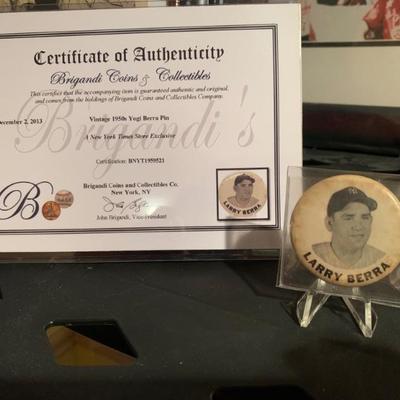 Certificate of Authenticity
Brigandi Coins & Collectibles
This certifies that the accompanying item is guaranteed authentic and original,
and comes from the holdings of Brigandi Coins and Collectibles Company.
Brigandi's
December 2, 2013
Vintage 1950s Yogi Berra Pin
A New York Times Store Exclusive
Certification: BNYT1959521
B
Brigandi Coins and Collectibles Co.
New York, NY
John Brigandi, Vice-President
LARRY BERRA
LARRY BERRA